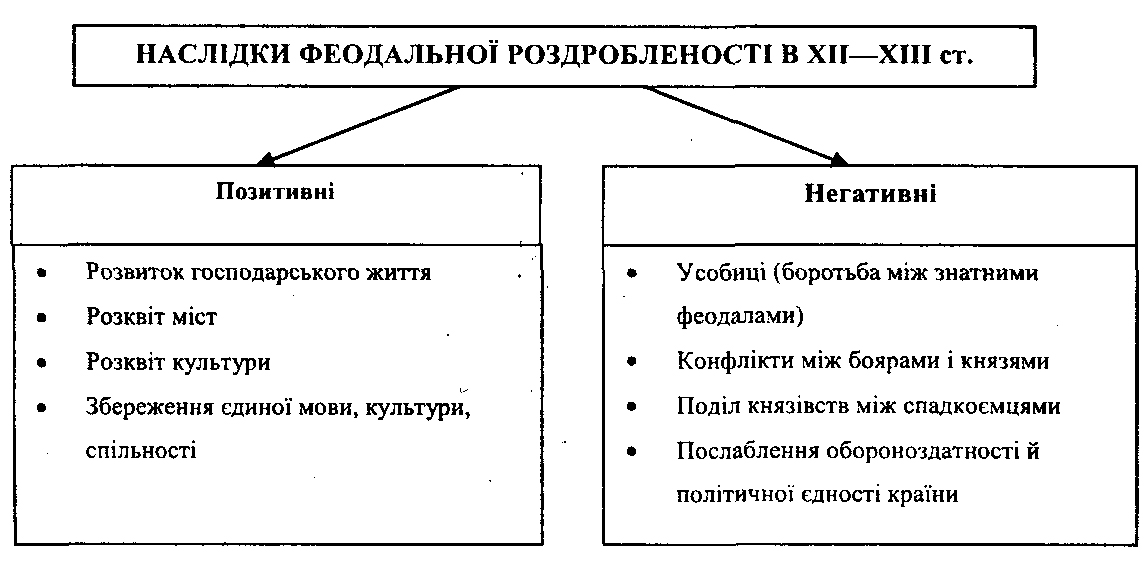 НАСЛІДКИ ФЕОДАЛЬНОЇ РОЗДРОБЛЕНОСТІ В XII—XIII ст.
Позитивні
• Розвиток господарського життя
• Розквіт міст
• Розквіт культури
• Збереження єдиної мови, культури,
спільності
Негативні
• Усобиці (боротьба між знатними
феодалами)
• Конфлікти між боярами і князями
• Поділ князівств між спадкоємцями
• Послаблення обороноздатності й
політичної єдності країни